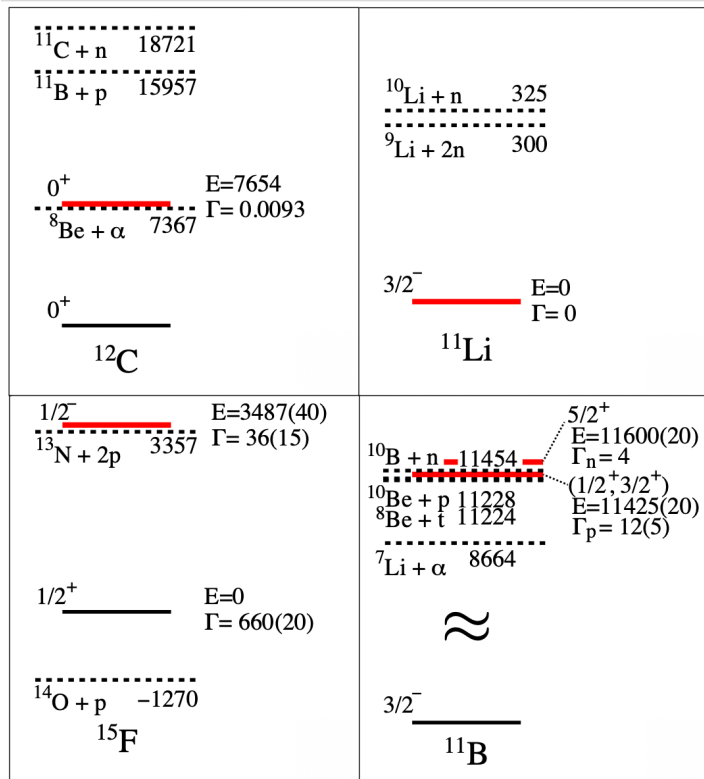 ¹¹C + n 18721
¹¹B + p 15957
0⁺ E=7654
Γ= 0.0093
⁸Be + α 7367
0⁺
¹²C
¹⁰Li + n 325
⁹Li + 2n 300
3/2⁻ E=0
Γ= 0
¹¹Li
1/2⁻ E=3487(40)
¹³N + 2p 3357 Γ= 36(15)
1/2⁺ E=0
Γ= 660(20)
¹⁴O + p −1270
¹⁵F
5/2⁺
E=11600(20)
¹⁰B + n 11454 Γₙ= 4
(1/2⁺,3/2⁺)
¹⁰Be + p 11228 E=11425(20)
⁸Be + t 11224 Γₚ= 12(5)
⁷Li + α 8664
≈
3/2⁻
¹¹B